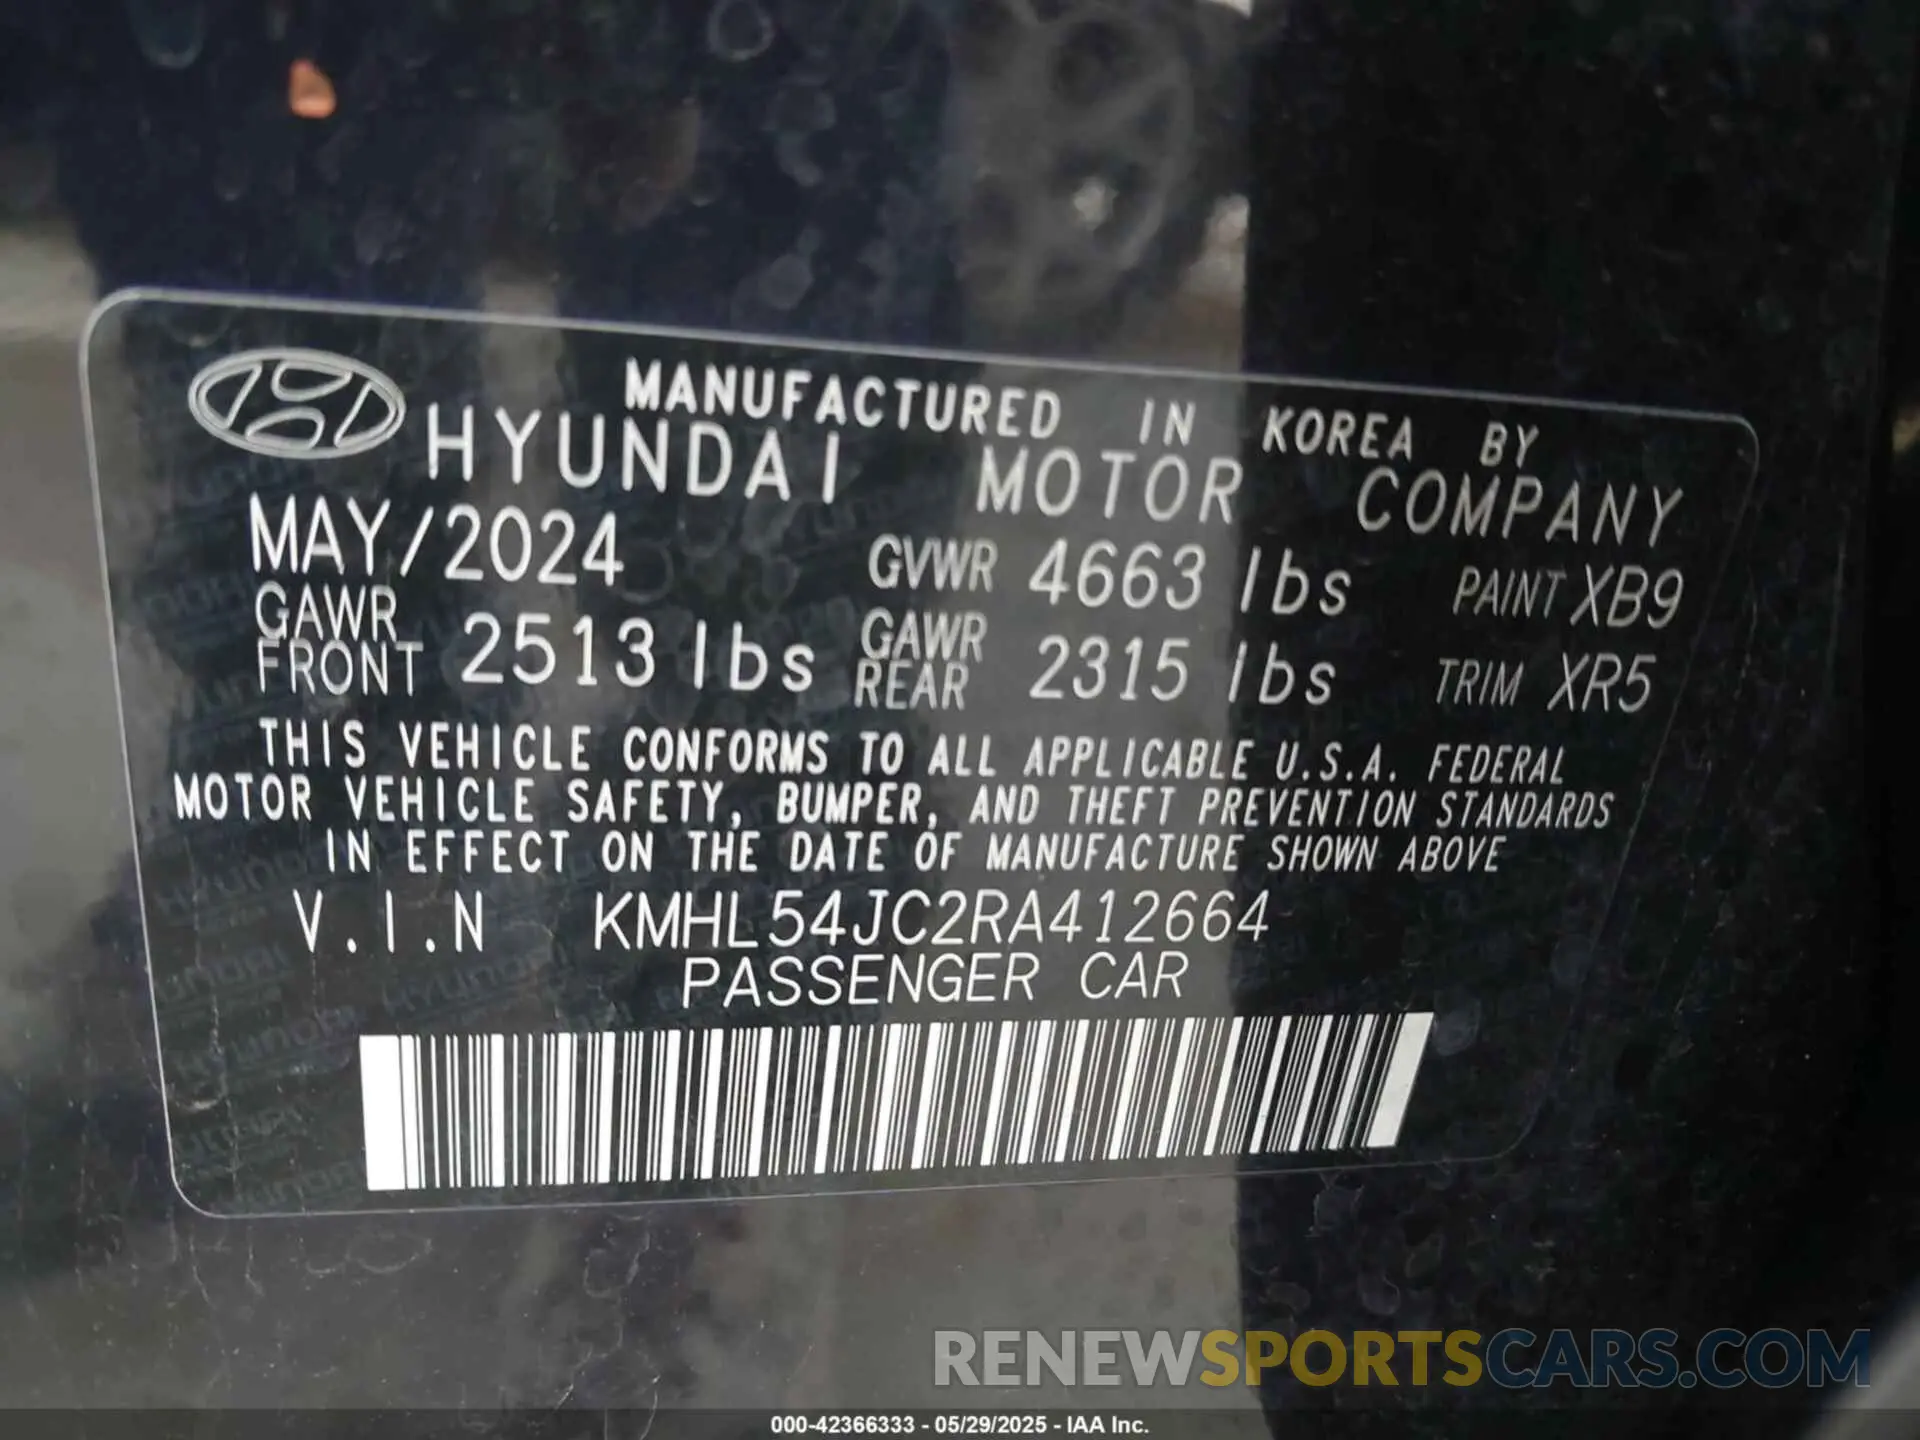 MANUFACTURED IN KOREA BY
HYUNDAI MOTOR COMPANY
MAY/2024 GVWR 4663 lbs PAINT XB9
GAWR FRONT 2513 lbs GAWR REAR 2315 lbs TRIM XR5
THIS VEHICLE CONFORMS TO ALL APPLICABLE U.S.A. FEDERAL
MOTOR VEHICLE SAFETY, BUMPER, AND THEFT PREVENTION STANDARDS
IN EFFECT ON THE DATE OF MANUFACTURE SHOWN ABOVE
V.I.N KMHL54JC2RA412664
PASSENGER CAR
RENEWSPORTSCARS.COM
000-42366333 - 05/29/2025 - IAA Inc.